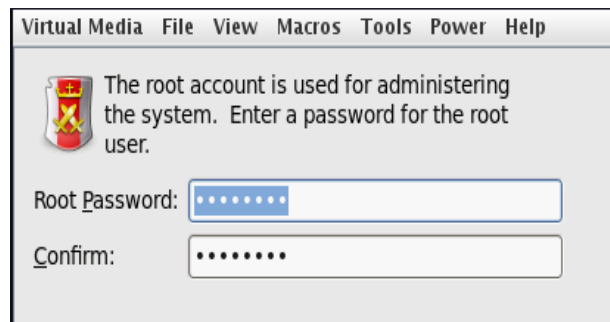 Virtual Media File View Macros Tools Power Help
The root account is used for administering
the system. Enter a password for the root
user.
Root Password: ••••••••
Confirm: ••••••••